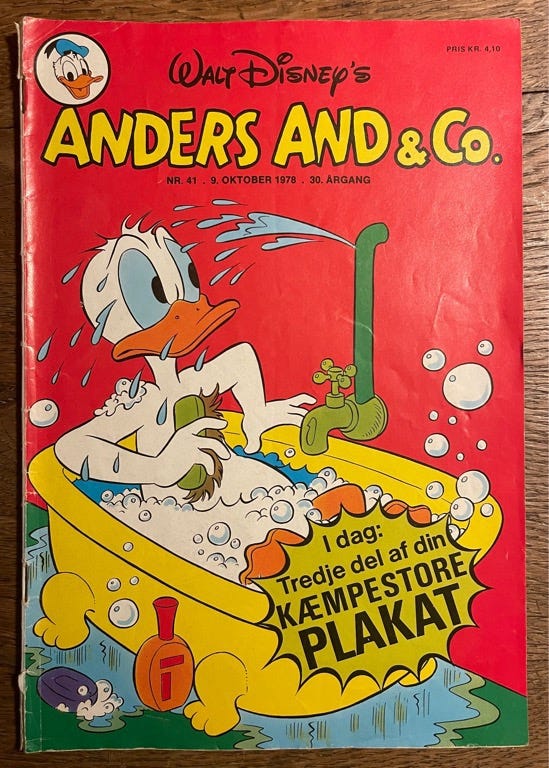 PRIS KR. 4,10
WALT DISNEY'S
ANDERS AND & CO.
NR. 41 . 9. OKTOBER 1978 . 30. ÅRGANG
I dag:
Tredje del af din
KÆMPESTORE
PLAKAT